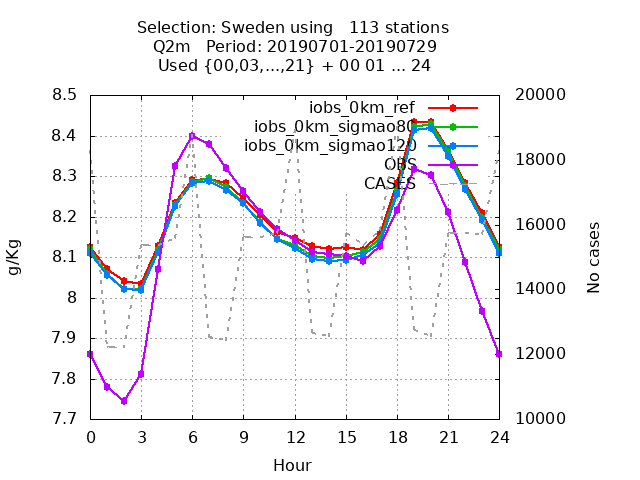 Selection: Sweden using   113 stations
Q2m   Period: 20190701-20190729
Used {00,03,...,21} + 00 01 ... 24
8.5
8.4
8.3
8.2
8.1
8
7.9
7.8
7.7
20000
18000
16000
14000
12000
10000
iobs_0km_ref
iobs_0km_sigmao80
iobs_0km_sigmao120
OBS
CASES
g/Kg
No cases
0 3 6 9 12 15 18 21 24
Hour